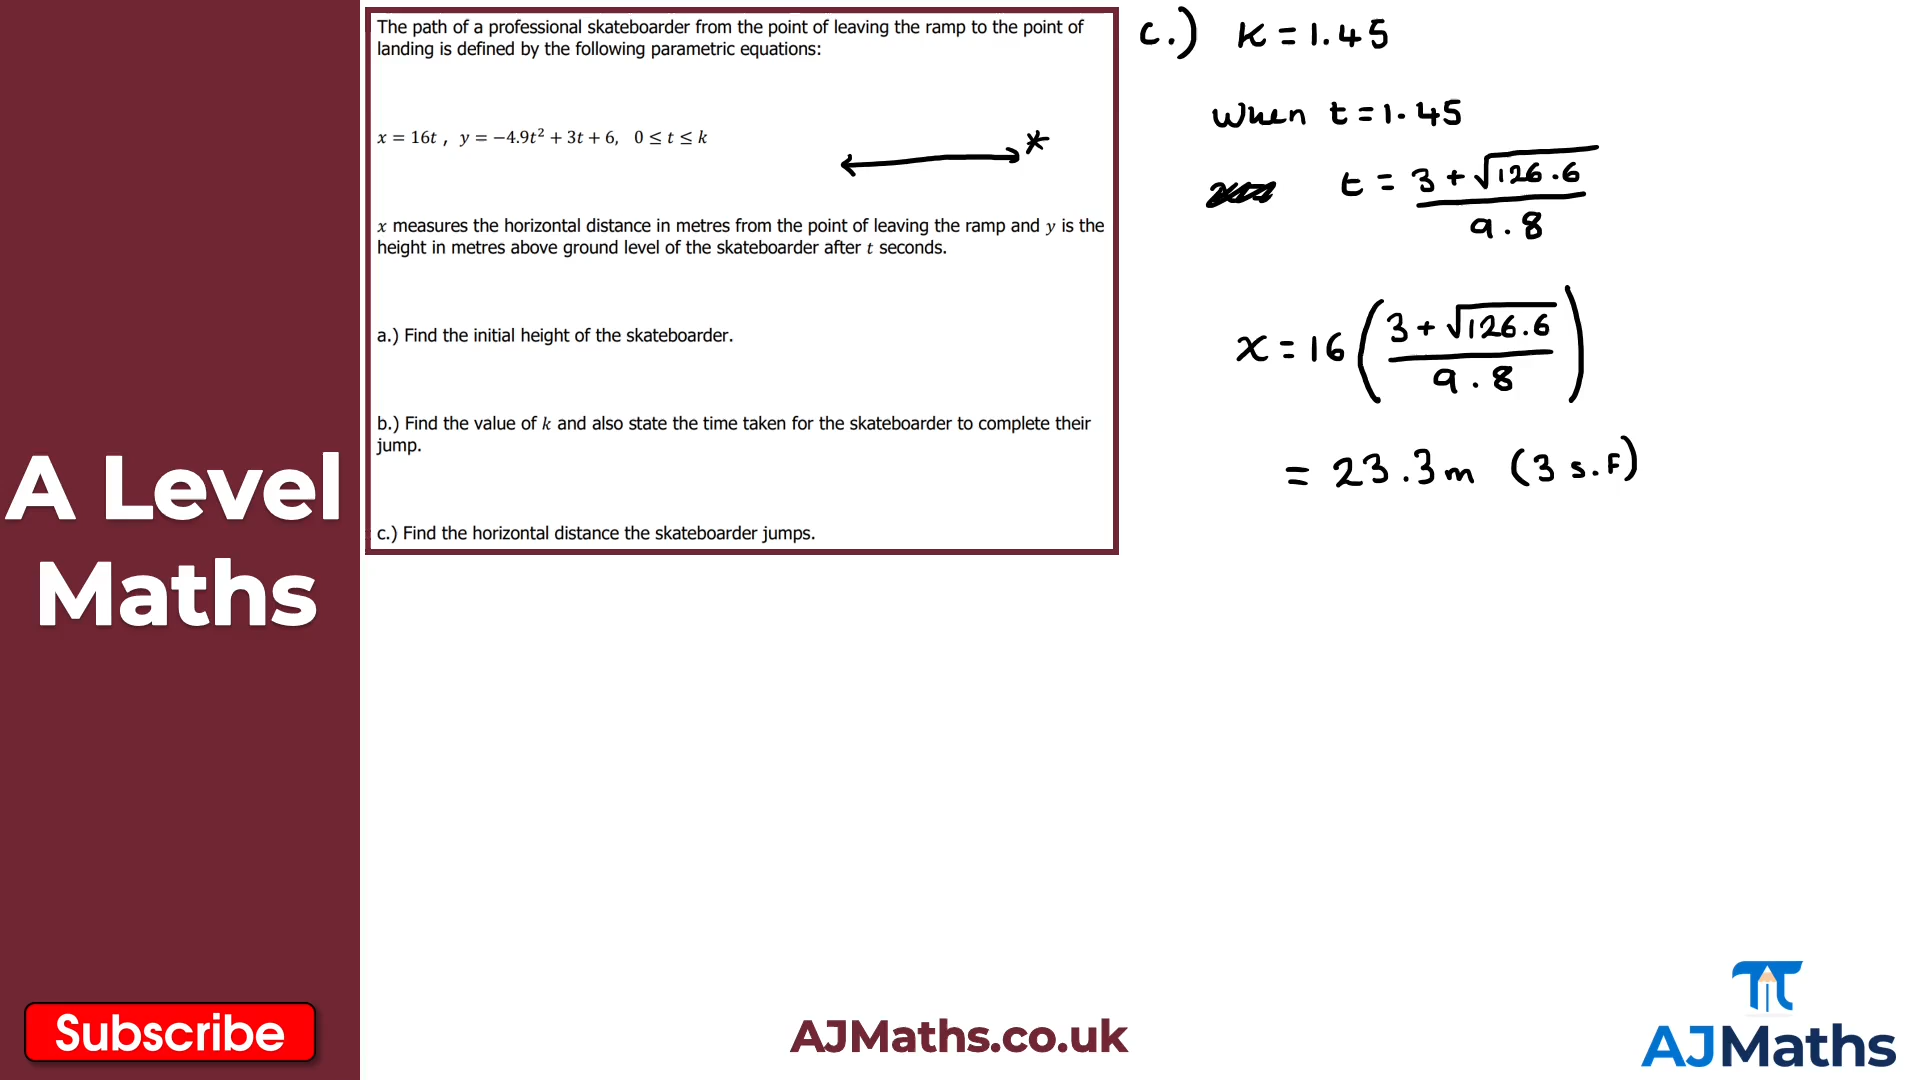 A Level
Maths
The path of a professional skateboarder from the point of leaving the ramp to the point of
landing is defined by the following parametric equations:
x = 16t , y = −4.9t² + 3t + 6, 0 ≤ t ≤ k
x measures the horizontal distance in metres from the point of leaving the ramp and y is the
height in metres above ground level of the skateboarder after t seconds.
a.) Find the initial height of the skateboarder.
b.) Find the value of k and also state the time taken for the skateboarder to complete their
jump.
c.) Find the horizontal distance the skateboarder jumps.
*
c.) K = 1.45
When t = 1.45
t = 3 + √126.6
9.8
x = 16 ( 3 + √126.6
9.8 )
= 23.3m (3 s.F)
Subscribe
AJMaths.co.uk
AJMaths